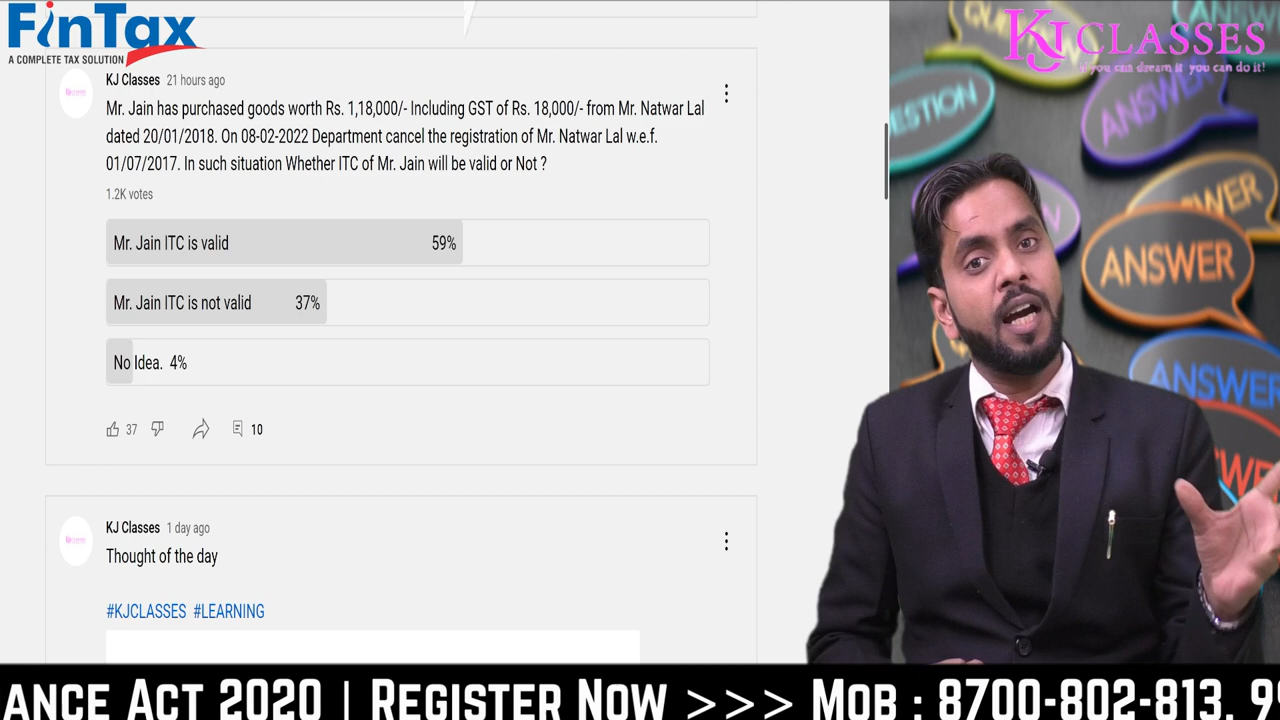 FinTax
A COMPLETE TAX SOLUTION
KJ Classes 21 hours ago
Mr. Jain has purchased goods worth Rs. 1,18,000/- Including GST of Rs. 18,000/- from Mr. Natwar Lal
dated 20/01/2018. On 08-02-2022 Department cancel the registration of Mr. Natwar Lal w.e.f.
01/07/2017. In such situation Whether ITC of Mr. Jain will be valid or Not ?
1.2K votes
Mr. Jain ITC is valid 59%
Mr. Jain ITC is not valid 37%
No Idea. 4%
37 10
KJ Classes 1 day ago
Thought of the day
#KJCLASSES #LEARNING
KJ CLASSES
If you can dream it you can do it!
QUESTION
ANSWER
ESTION
ANSWER
ANSWER
ANSWER
ANSWER
ANCE ACT 2020 | REGISTER NOW >>> MOB : 8700-802-813, 9